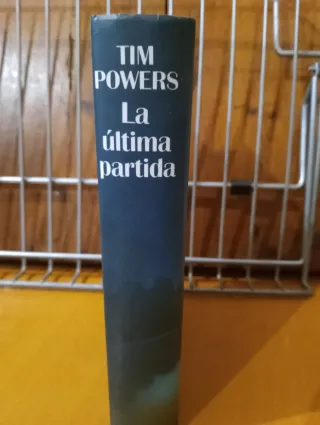 TIM
POWERS
La
última
partida